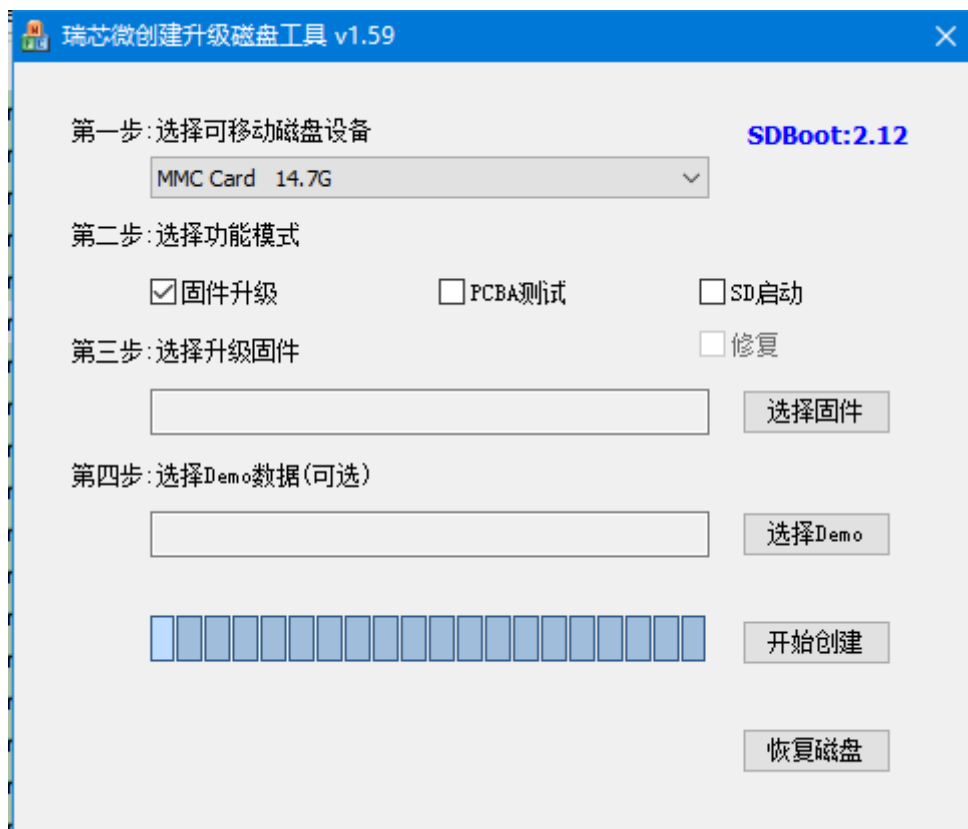 瑞芯微创建升级磁盘工具 v1.59
第一步:选择可移动磁盘设备
SDBoot:2.12
MMC Card 14.7G
第二步:选择功能模式
固件升级
PCBA测试
SD启动
第三步:选择升级固件
修复
选择固件
第四步:选择Demo数据(可选)
选择Demo
开始创建
恢复磁盘